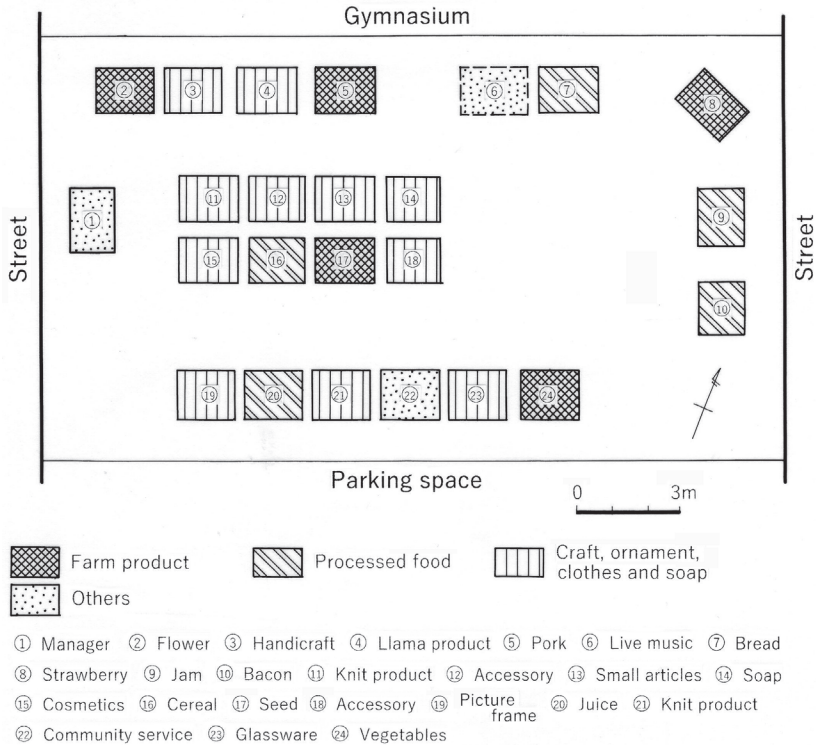 Gymnasium
② ③ ④ ⑤ ⑥ ⑦ ⑧
① ⑪ ⑫ ⑬ ⑭ ⑨
Street
Street
⑮ ⑯ ⑰ ⑱ ⑩
⑲ ⑳ ㉑ ㉒ ㉓ ㉔
Parking space
0 3m
Farm product Processed food Craft, ornament,
clothes and soap
Others
① Manager ② Flower ③ Handicraft ④ Llama product ⑤ Pork ⑥ Live music ⑦ Bread
⑧ Strawberry ⑨ Jam ⑩ Bacon ⑪ Knit product ⑫ Accessory ⑬ Small articles ⑭ Soap
⑮ Cosmetics ⑯ Cereal ⑰ Seed ⑱ Accessory ⑲ Picture frame ⑳ Juice ㉑ Knit product
㉒ Community service ㉓ Glassware ㉔ Vegetables